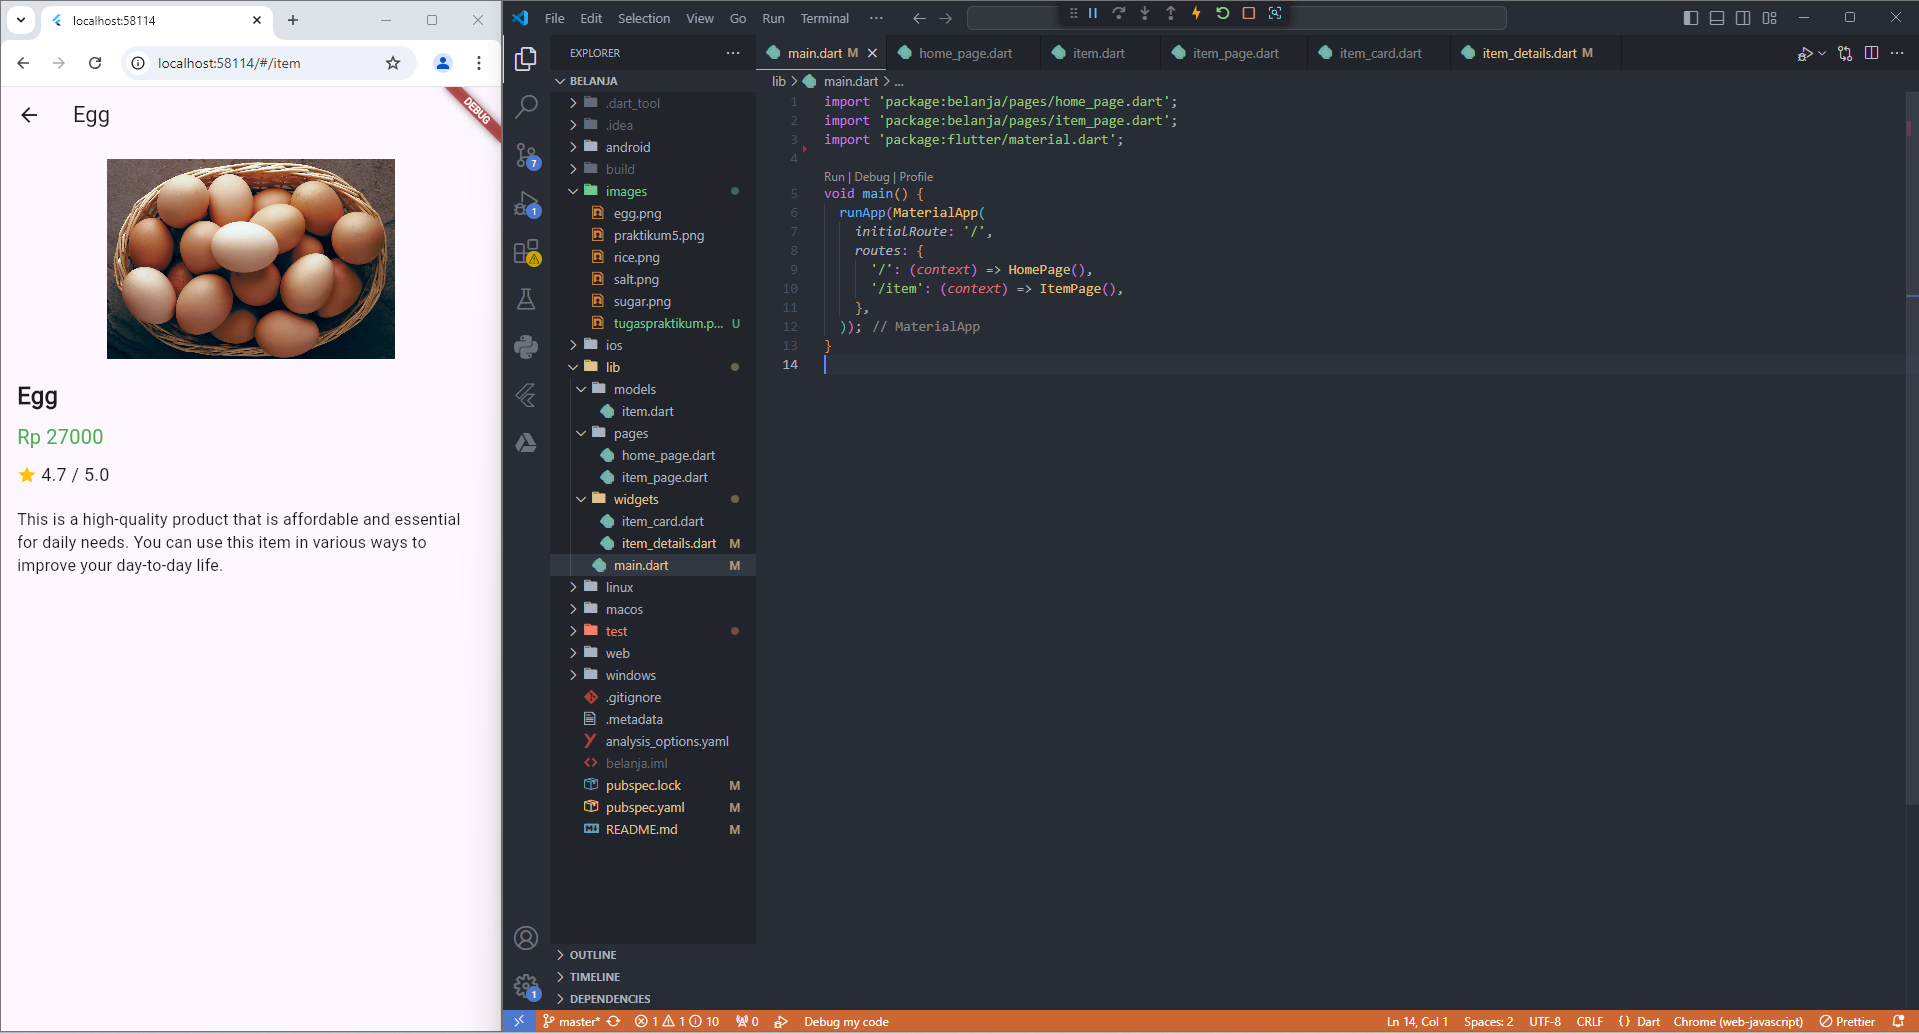 localhost:58114
localhost:58114/#/item
DEBUG
Egg
Egg
Rp 27000
4.7 / 5.0
This is a high-quality product that is affordable and essential
for daily needs. You can use this item in various ways to
improve your day-to-day life.
File Edit Selection View Go Run Terminal ...
7
1
1
EXPLORER ...
BELANJA
.dart_tool
.idea
android
build
images
egg.png
praktikum5.png
rice.png
salt.png
sugar.png
tugaspraktikum.p... U
ios
lib
models
item.dart
pages
home_page.dart
item_page.dart
widgets
item_card.dart
item_details.dart M
main.dart M
linux
macos
test
web
windows
.gitignore
.metadata
analysis_options.yaml
belanja.iml
pubspec.lock M
pubspec.yaml M
README.md M
OUTLINE
TIMELINE
DEPENDENCIES
main.dart M home_page.dart item.dart item_page.dart item_card.dart item_details.dart M
lib > main.dart > ...
1 import 'package:belanja/pages/home_page.dart';
2 import 'package:belanja/pages/item_page.dart';
3 import 'package:flutter/material.dart';
4
Run | Debug | Profile
5 void main() {
6 runApp(MaterialApp(
7 initialRoute: '/',
8 routes: {
9 '/': (context) => HomePage(),
10 '/item': (context) => ItemPage(),
11 },
12 )); // MaterialApp
13 }
14
master* 1 1 10 0 Debug my code Ln 14, Col 1 Spaces: 2 UTF-8 CRLF {} Dart Chrome (web-javascript) Prettier